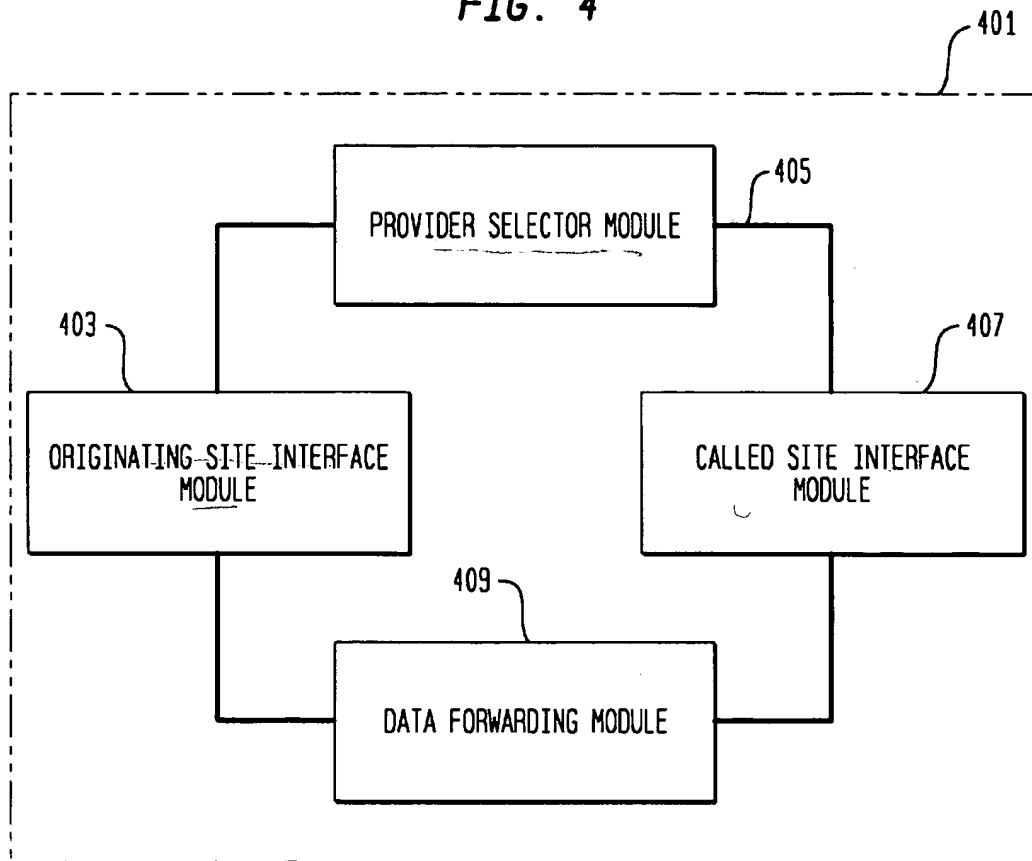 FIG. 4
401
PROVIDER SELECTOR MODULE
405
403
407
ORIGINATING SITE INTERFACE
MODULE
CALLED SITE INTERFACE
MODULE
409
DATA FORWARDING MODULE